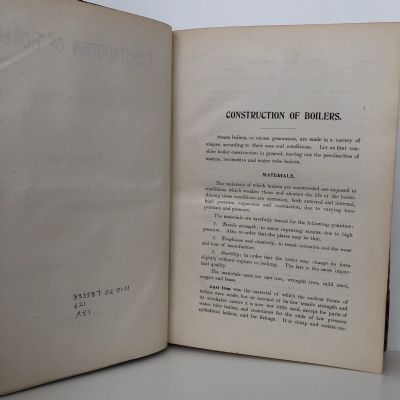 833587 02 0111
621
A51
CONSTRUCTION OF BOILERS.
Steam boilers, or steam generators, are made in a variety of
shapes, according to their uses and conditions. Let us first con-
sider boiler construction in general, leaving out the peculiarities of
marine, locomotive and water tube boilers.
MATERIALS.
The materials of which boilers are constructed are exposed to
conditions which weaken them and shorten the life of the boiler.
Among these conditions are corrosion, both external and internal,
high pressure, expansion and contraction, due to varying tem-
perature and pressure.
The materials are carefully tested for the following qualities:
1. Tensile strength, to resist rupturing strains, due to high
pressure. Also, in order that the plates may be thin.
2. Toughness and elasticity, to resist corrosion and the wear
and tear of manufacture.
3. Ductility; in order that the boiler may change its form
slightly without rupture or breaking. The last is the most impor-
tant quality.
The materials used are cast iron, wrought iron, mild steel,
copper and brass.
Cast Iron was the material of which the earliest forms of
boilers were made, but on account of its low tensile strength and
its unreliable nature it is now but little used, except for parts of
water tube boilers, and sometimes for the ends of low pressure
cylindrical boilers, and for fittings. It is cheap and resists cor-